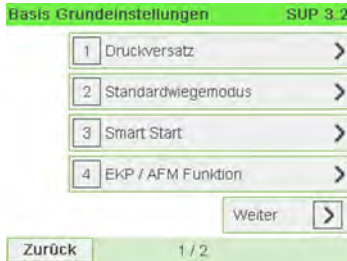 Basis Grundeinstellungen SUP 3.2
1 Druckversatz
2 Standardwiegemodus
3 Smart Start
4 EKP / AFM Funktion
Weiter
Zurück 1 / 2